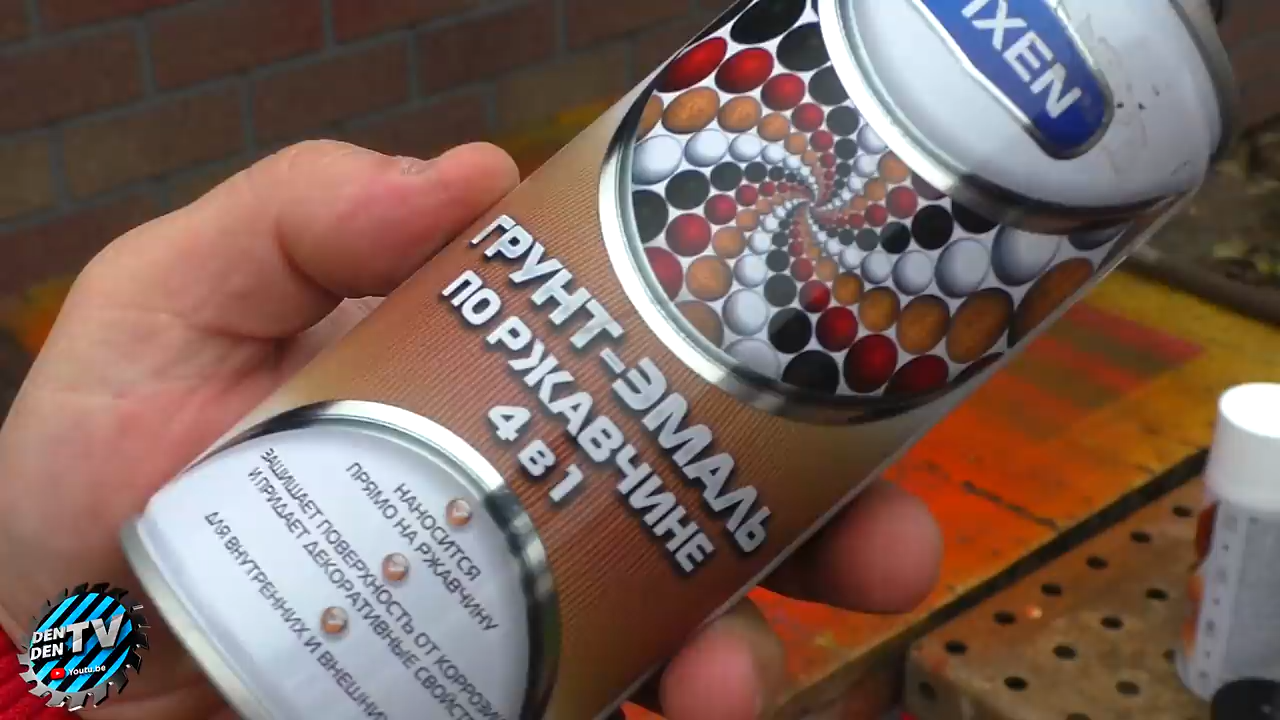 IXEN
ГРУНТ-ЭМАЛЬ
ПО РЖАВЧИНЕ
4 в 1
НАНОСИТСЯ
ПРЯМО НА РЖАВЧИНУ
ЗАЩИЩАЕТ ПОВЕРХНОСТЬ ОТ КОРРОЗИ
И ПРИДАЕТ ДЕКОРАТИВНЫЕ СВОЙСТ
ДЛЯ ВНУТРЕННИХ И ВНЕШНИ
DEN TV
DEN
Youtu.be